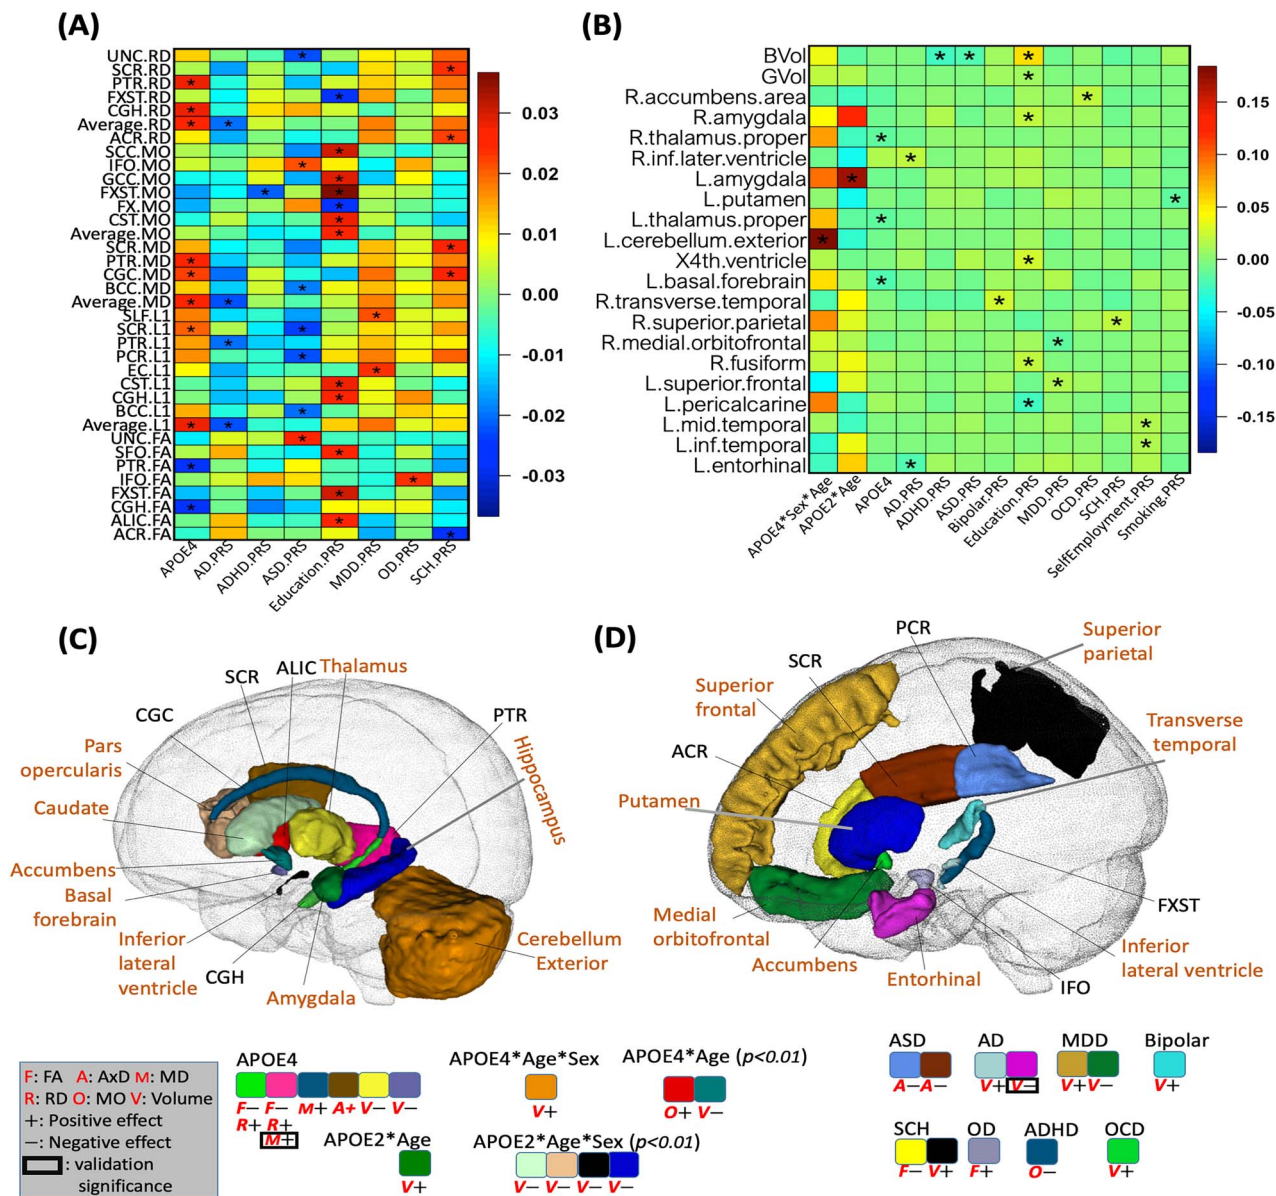 (A)
UNC.RD
SCR.RD
PTR.RD
FXST.RD
CGH.RD
Average.RD
ACR.RD
SCC.MO
IFO.MO
GCC.MO
FXST.MO
FX.MO
CST.MO
Average.MO
SCR.MD
PTR.MD
CGC.MD
BCC.MD
Average.MD
SLF.L1
SCR.L1
PTR.L1
PCR.L1
EC.L1
CST.L1
CGH.L1
BCC.L1
Average.L1
UNC.FA
SFO.FA
PTR.FA
IFO.FA
FXST.FA
CGH.FA
ALIC.FA
ACR.FA
APOE4
AD.PRS
ADHD.PRS
ASD.PRS
Education.PRS
MDD.PRS
OD.PRS
SCH.PRS
0.03
0.02
0.01
0.00
-0.01
-0.02
-0.03
(B)
BVol
GVol
R.accumbens.area
R.amygdala
R.thalamus.proper
R.inf.later.ventricle
L.amygdala
L.putamen
L.thalamus.proper
L.cerebellum.exterior
X4th.ventricle
L.basal.forebrain
R.transverse.temporal
R.superior.parietal
R.medial.orbitofrontal
R.fusiform
L.superior.frontal
L.pericalcarine
L.mid.temporal
L.inf.temporal
L.entorhinal
APOE4*Sex*Age
APOE2*Age
APOE4
AD.PRS
ADHD.PRS
ASD.PRS
Bipolar.PRS
Education.PRS
MDD.PRS
OCD.PRS
SCH.PRS
SelfEmployment.PRS
Smoking.PRS
0.15
0.10
0.05
0.00
-0.05
-0.10
-0.15
(C)
SCR
ALIC
Thalamus
CGC
PTR
Pars
opercularis
Hippocampus
Caudate
Accumbens
Basal
forebrain
Inferior
lateral
ventricle
CGH
Amygdala
Cerebellum
Exterior
(D)
PCR
Superior
parietal
SCR
Superior
frontal
Transverse
temporal
ACR
Putamen
FXST
Medial
orbitofrontal
Accumbens
Inferior
lateral ventricle
Entorhinal
IFO
F: FA A: AxD M: MD
R: RD O: MO V: Volume
+: Positive effect
−: Negative effect
: validation
significance
APOE4
F− F− M+ A+ V− V−
R+ R+
M+
APOE2*Age
V+
APOE4*Age*Sex
V+
APOE4*Age (p<0.01)
O+ V−
APOE2*Age*Sex (p<0.01)
V− V− V− V−
ASD
A− A−
AD
V+ V−
MDD
V+ V−
Bipolar
V+
SCH
F− V+
OD
F+
ADHD
O−
OCD
V+